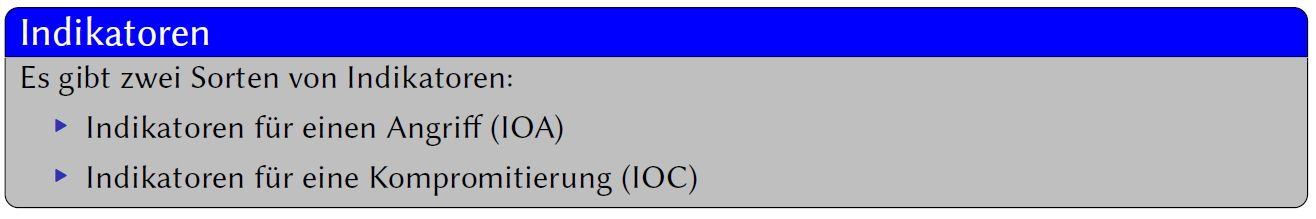 Indikatoren
Es gibt zwei Sorten von Indikatoren:
Indikatoren für einen Angriff (IOA)
Indikatoren für eine Kompromitierung (IOC)